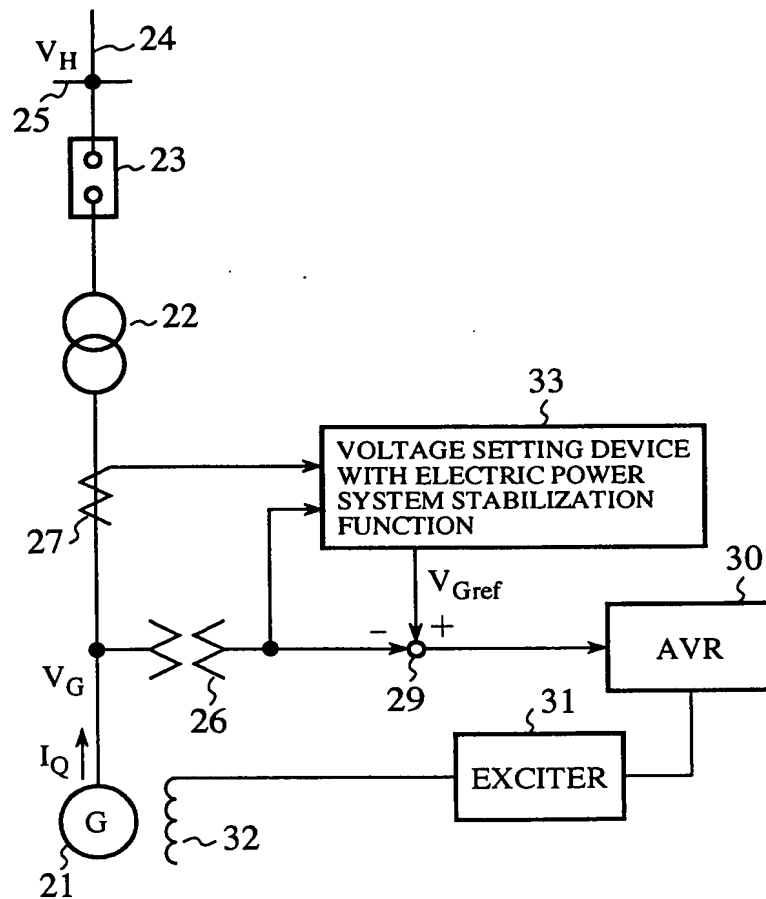 24
V_H
25
23
22
33
VOLTAGE SETTING DEVICE
WITH ELECTRIC POWER
SYSTEM STABILIZATION
FUNCTION
27
V_Gref
30
− +
AVR
V_G
26
29
31
I_Q
EXCITER
G
32
21